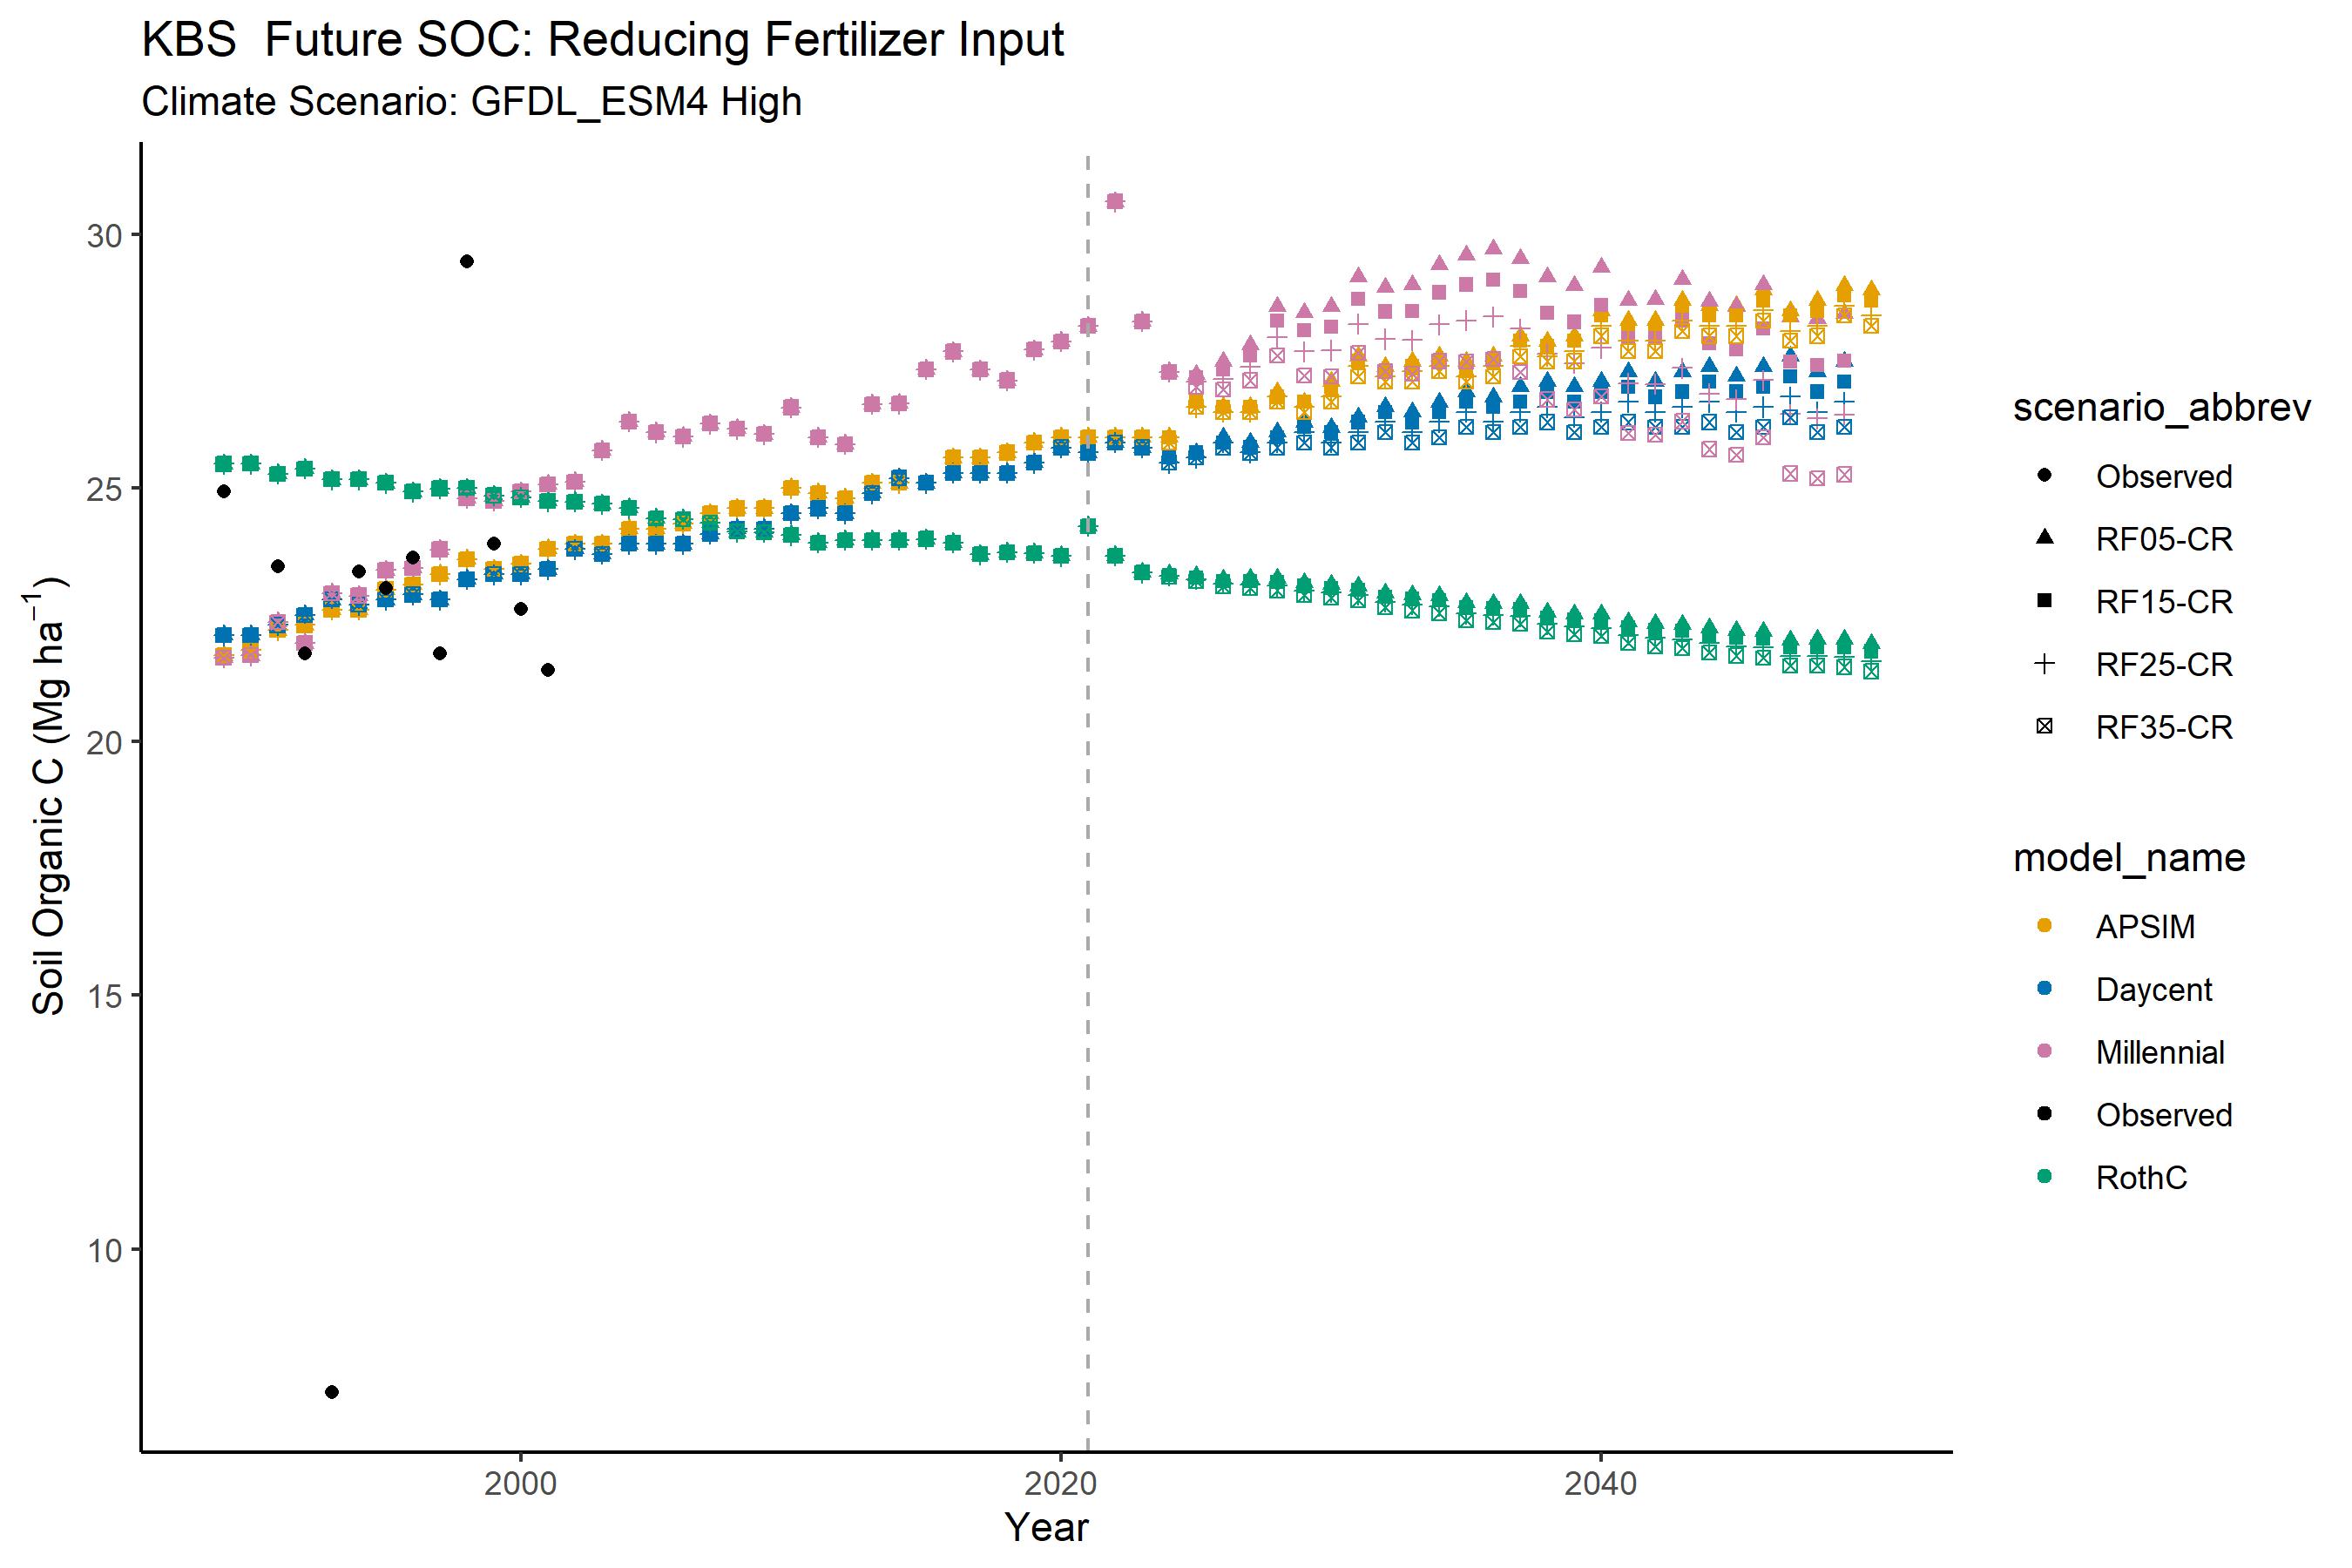 KBS  Future SOC: Reducing Fertilizer Input
Climate Scenario: GFDL_ESM4 High
Soil Organic C (Mg ha⁻¹)
30
25
20
15
10
2000
2020
2040
Year
scenario_abbrev
Observed
RF05-CR
RF15-CR
RF25-CR
RF35-CR
model_name
APSIM
Daycent
Millennial
Observed
RothC